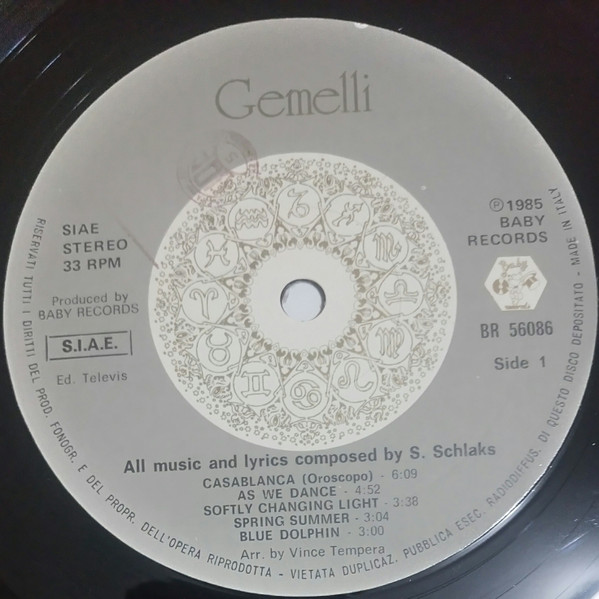 Gemelli
SIAE
STEREO
33 RPM
Produced by
BABY RECORDS
S.I.A.E.
Ed. Televis
℗ 1985
BABY
RECORDS
BR 56086
Side 1
All music and lyrics composed by S. Schlaks
CASABLANCA (Oroscopo) - 6:09
AS WE DANCE - 4:52
SOFTLY CHANGING LIGHT - 3:38
SPRING SUMMER - 3:04
BLUE DOLPHIN - 3:00
Arr. by Vince Tempera
RISERVATI TUTTI I DIRITTI DEL PROD. FONOGR. E DEL PROPR. DELL'OPERA RIPRODOTTA - VIETATA DUPLICAZ. PUBBLICA ESEC. RADIODIFFUS. DI QUESTO DISCO DEPOSITATO - MADE IN ITALY